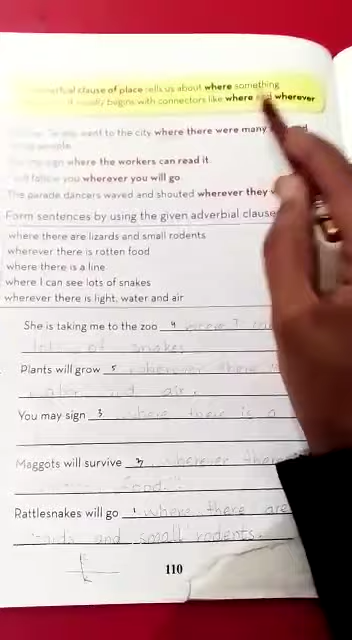 clause of place tells us about where something
usually begins with connectors like where and wherever
went to the city where there were many
people.
where the workers can read it.
follow you wherever you will go
The parade dancers waved and shouted wherever they
Form sentences by using the given adverbial clause
where there are lizards and small rodents
wherever there is rotten food
where there is a line
where I can see lots of snakes
wherever there is light, water and air
She is taking me to the zoo 4 where I
lots of snakes
Plants will grow 5 wherever there
water and air.
You may sign 3 where there is a
Maggots will survive 2 wherever there
food.
Rattlesnakes will go 1 where there are
and small rodents.
110